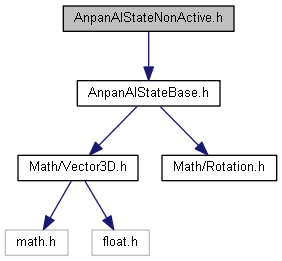 AnpanAIStateNonActive.h
AnpanAIStateBase.h
Math/Vector3D.h
Math/Rotation.h
math.h
float.h